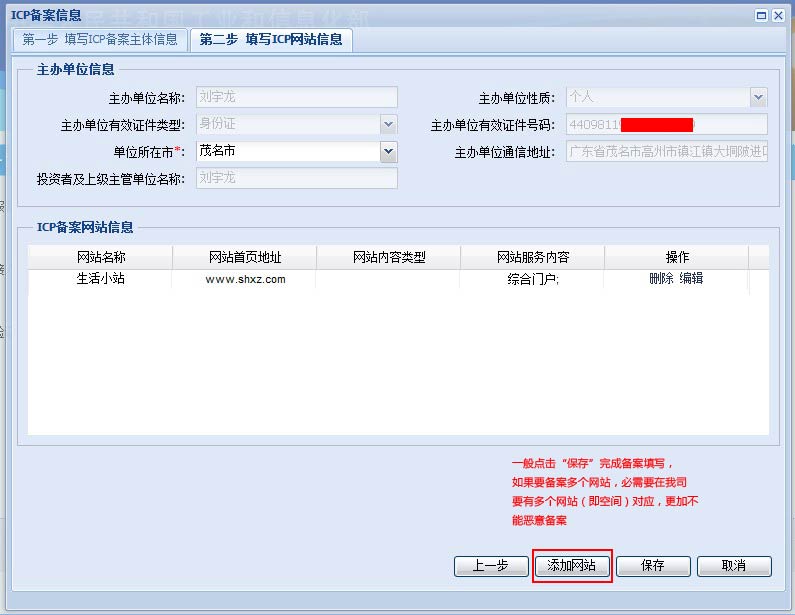 ICP备案信息
第一步 填写ICP备案主体信息 第二步 填写ICP网站信息
主办单位信息
主办单位名称: 刘宇龙 主办单位性质: 个人
主办单位有效证件类型: 身份证 主办单位有效证件号码: 4409811
单位所在市*: 茂名市 主办单位通信地址: 广东省茂名市高州市镇江镇大垌陂进
投资者及上级主管单位名称: 刘宇龙
ICP备案网站信息
网站名称 网站首页地址 网站内容类型 网站服务内容 操作
生活小站 www.shxz.com 综合门户; 删除 编辑
一般点击“保存”完成备案填写，
如果要备案多个网站，必需要在我司
要有多个网站（即空间）对应，更加不
能恶意备案
上一步 添加网站 保存 取消